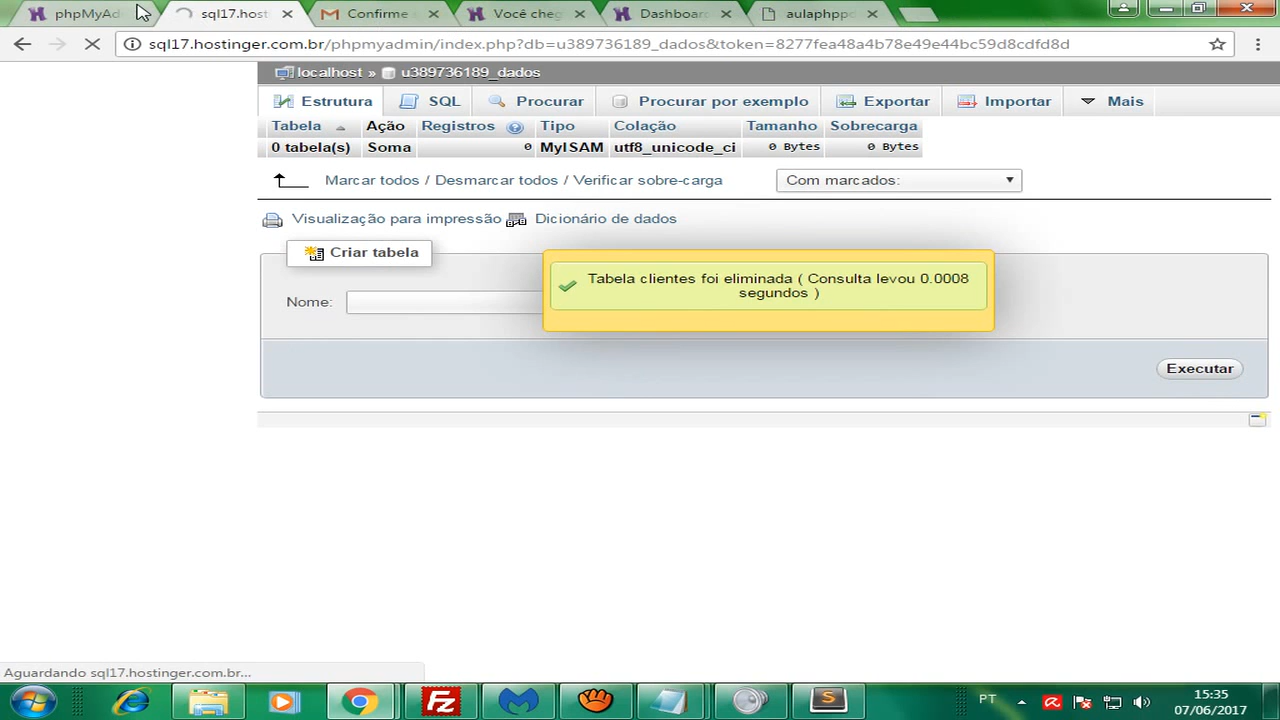 phpMyAd
sql17.host
Confirme
Você cheg
Dashboar
aulaphppd
sql17.hostinger.com.br/phpmyadmin/index.php?db=u389736189_dados&token=8277fea48a4b78e49e44bc59d8cdfd8d
localhost » u389736189_dados
Estrutura SQL Procurar Procurar por exemplo Exportar Importar Mais
Tabela Ação Registros Tipo Colação Tamanho Sobrecarga
0 tabela(s) Soma 0 MyISAM utf8_unicode_ci 0 Bytes 0 Bytes
Marcar todos / Desmarcar todos / Verificar sobre-carga Com marcados:
Visualização para impressão Dicionário de dados
Criar tabela
Tabela clientes foi eliminada ( Consulta levou 0.0008
segundos )
Nome:
Executar
Aguardando sql17.hostinger.com.br...
PT
15:35
07/06/2017